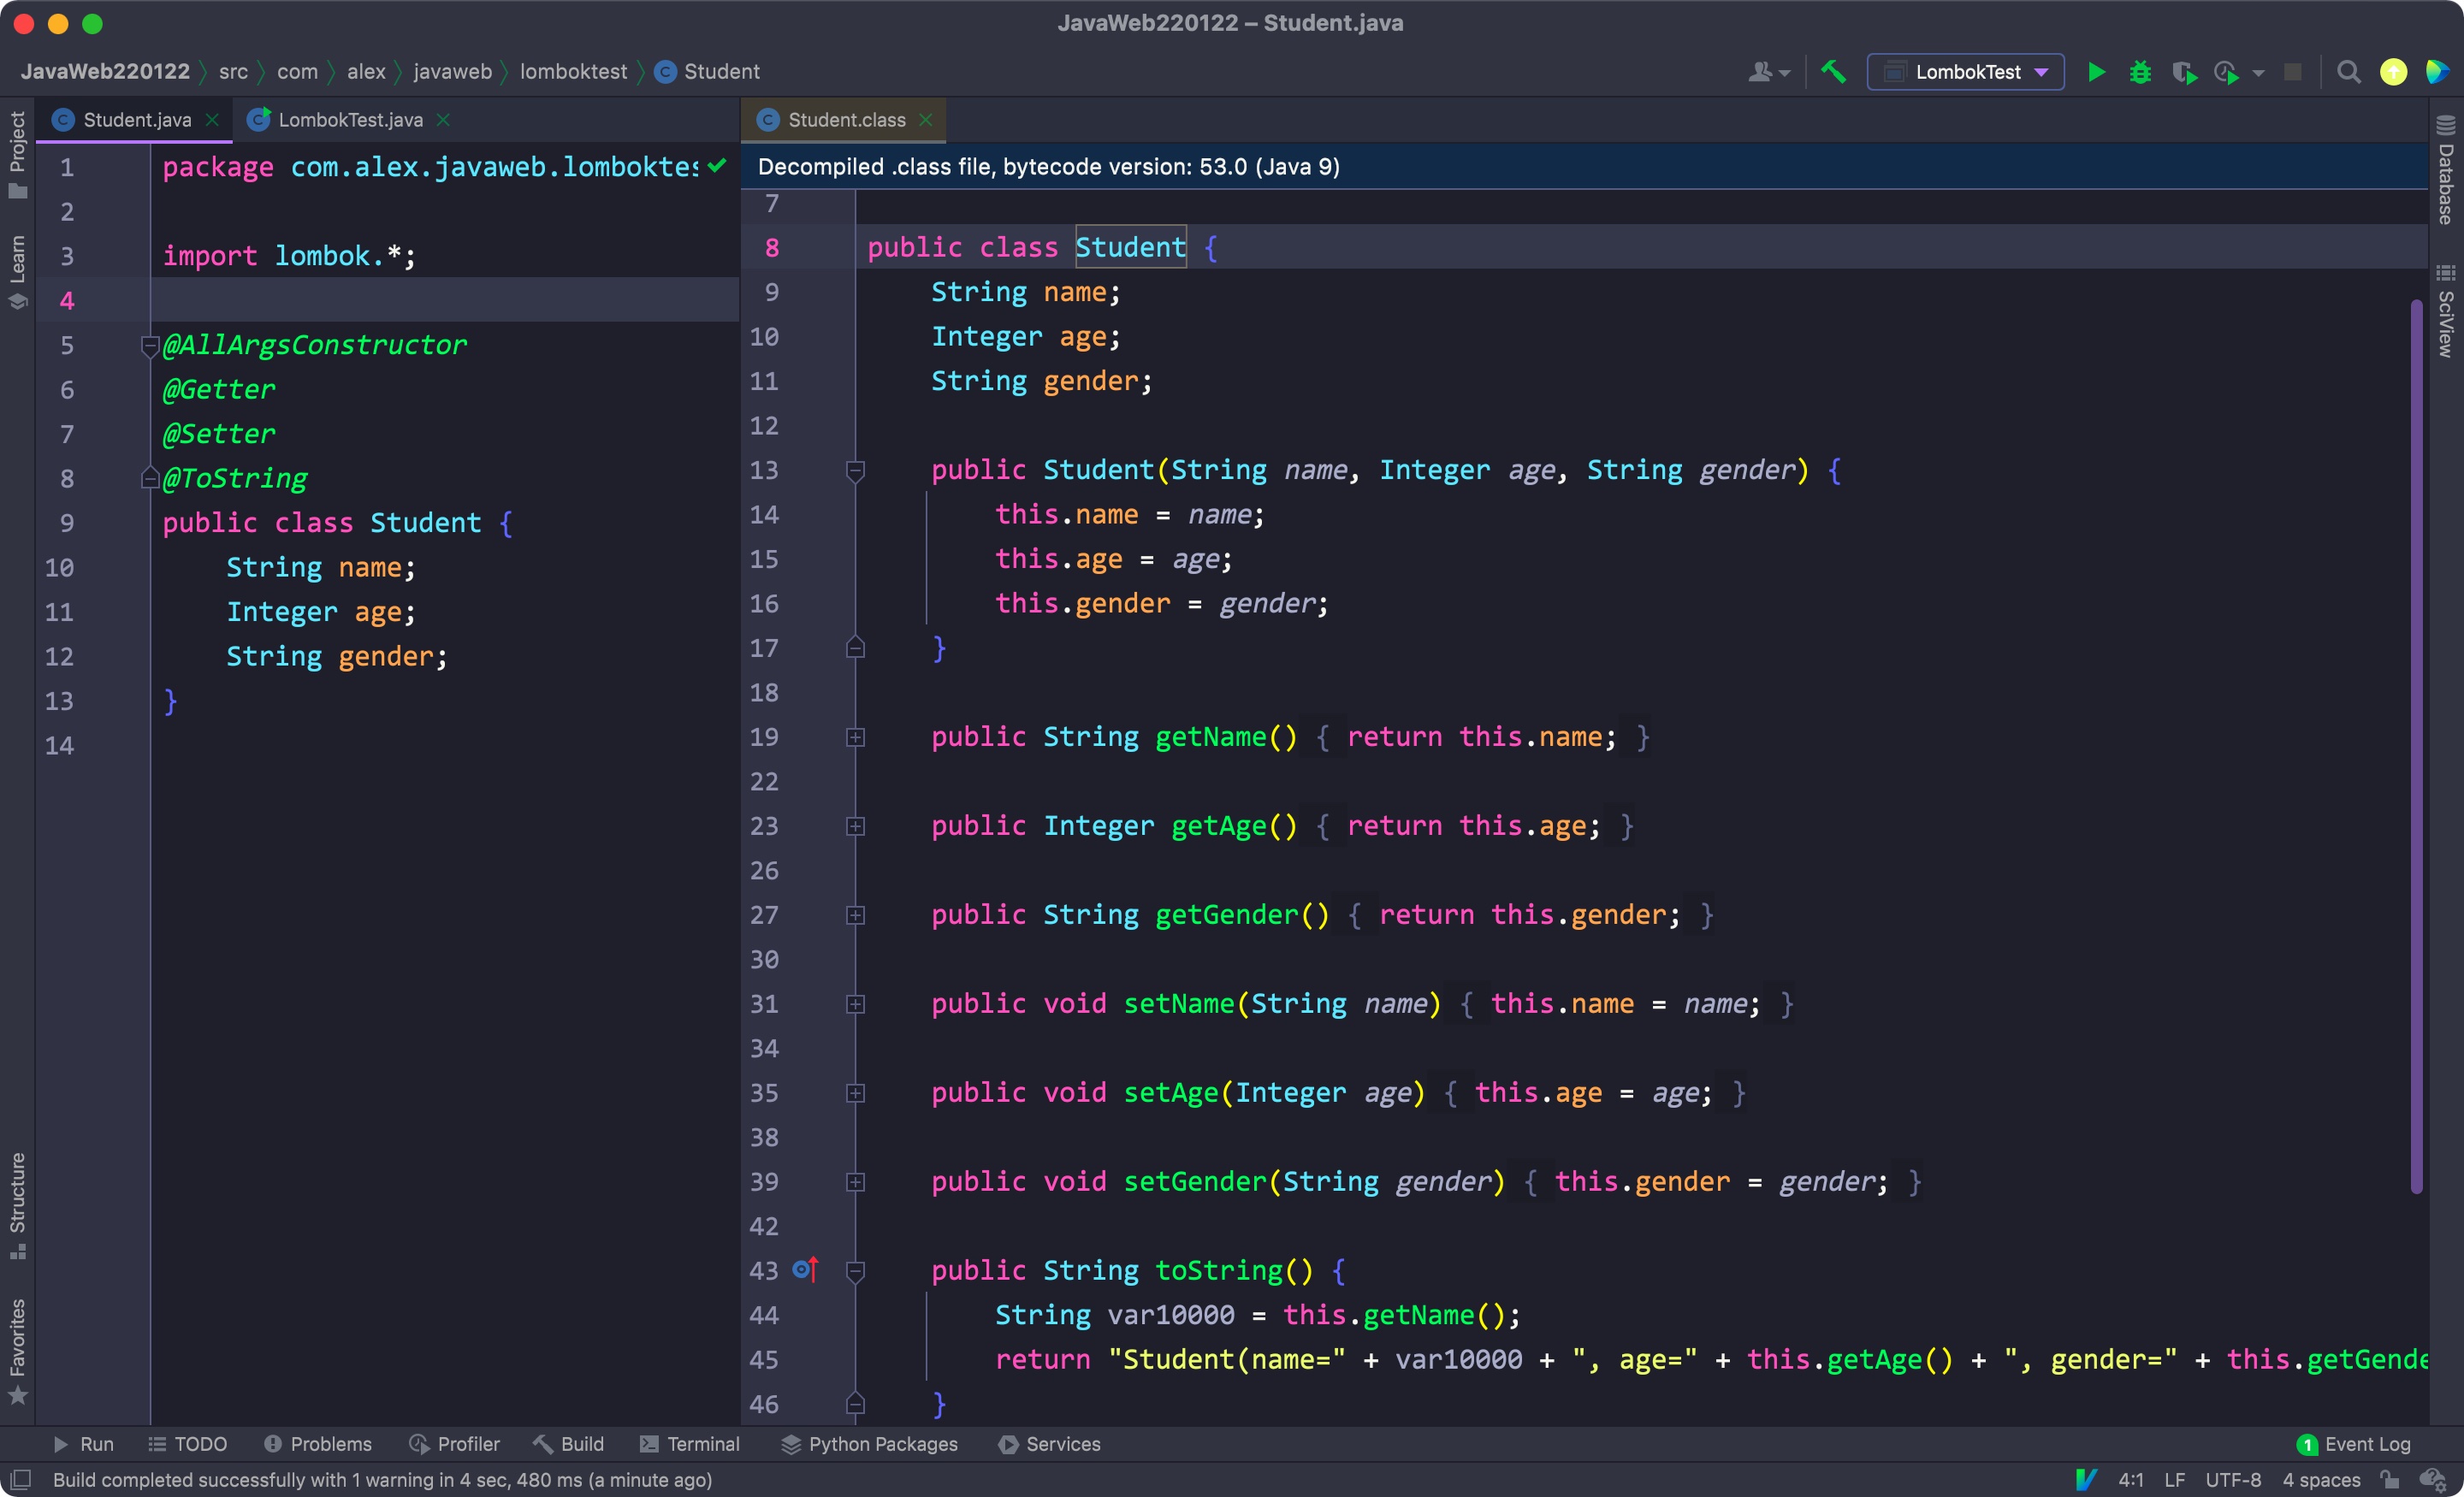 JavaWeb220122 – Student.java
JavaWeb220122 src com alex javaweb lomboktest Student
LombokTest
Project
Learn
Structure
Favorites
Student.java
LombokTest.java
1 package com.alex.javaweb.lomboktes
2
3 import lombok.*;
4
5 @AllArgsConstructor
6 @Getter
7 @Setter
8 @ToString
9 public class Student {
10 String name;
11 Integer age;
12 String gender;
13 }
14
Student.class
Decompiled .class file, bytecode version: 53.0 (Java 9)
7
8 public class Student {
9 String name;
10 Integer age;
11 String gender;
12
13 public Student(String name, Integer age, String gender) {
14 this.name = name;
15 this.age = age;
16 this.gender = gender;
17 }
18
19 public String getName() { return this.name; }
22
23 public Integer getAge() { return this.age; }
26
27 public String getGender() { return this.gender; }
30
31 public void setName(String name) { this.name = name; }
34
35 public void setAge(Integer age) { this.age = age; }
38
39 public void setGender(String gender) { this.gender = gender; }
42
43 public String toString() {
44 String var10000 = this.getName();
45 return "Student(name=" + var10000 + ", age=" + this.getAge() + ", gender=" + this.getGende
46 }
Database
SciView
Run TODO Problems Profiler Build Terminal Python Packages Services 1 Event Log
Build completed successfully with 1 warning in 4 sec, 480 ms (a minute ago) 4:1 LF UTF-8 4 spaces